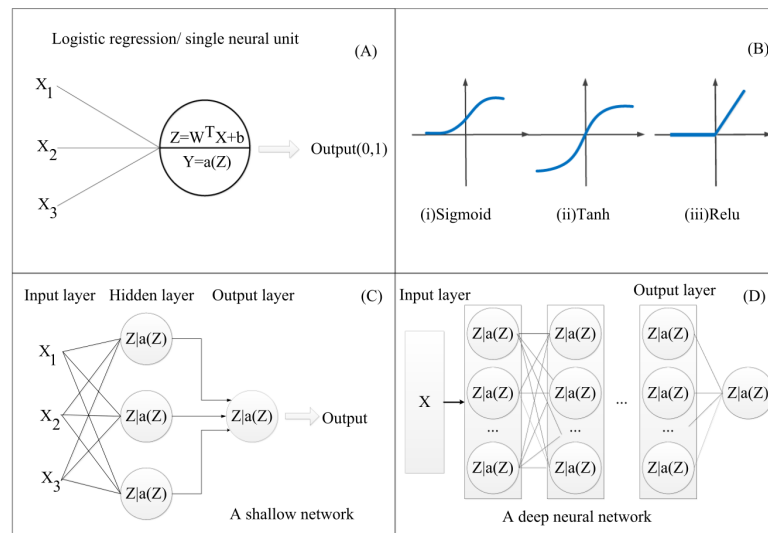 Logistic regression/ single neural unit
(A)
X1
X2
X3
Z=W^T X+b
Y=a(Z)
Output(0,1)
(B)
(i)Sigmoid
(ii)Tanh
(iii)Relu
Input layer Hidden layer Output layer (C)
X1
X2
X3
Z|a(Z)
Z|a(Z)
Z|a(Z)
Z|a(Z)
Output
A shallow network
Input layer
Output layer (D)
X
Z|a(Z) Z|a(Z) Z|a(Z)
Z|a(Z) Z|a(Z) ... Z|a(Z) Z|a(Z)
... ... ...
Z|a(Z) Z|a(Z) Z|a(Z)
A deep neural network